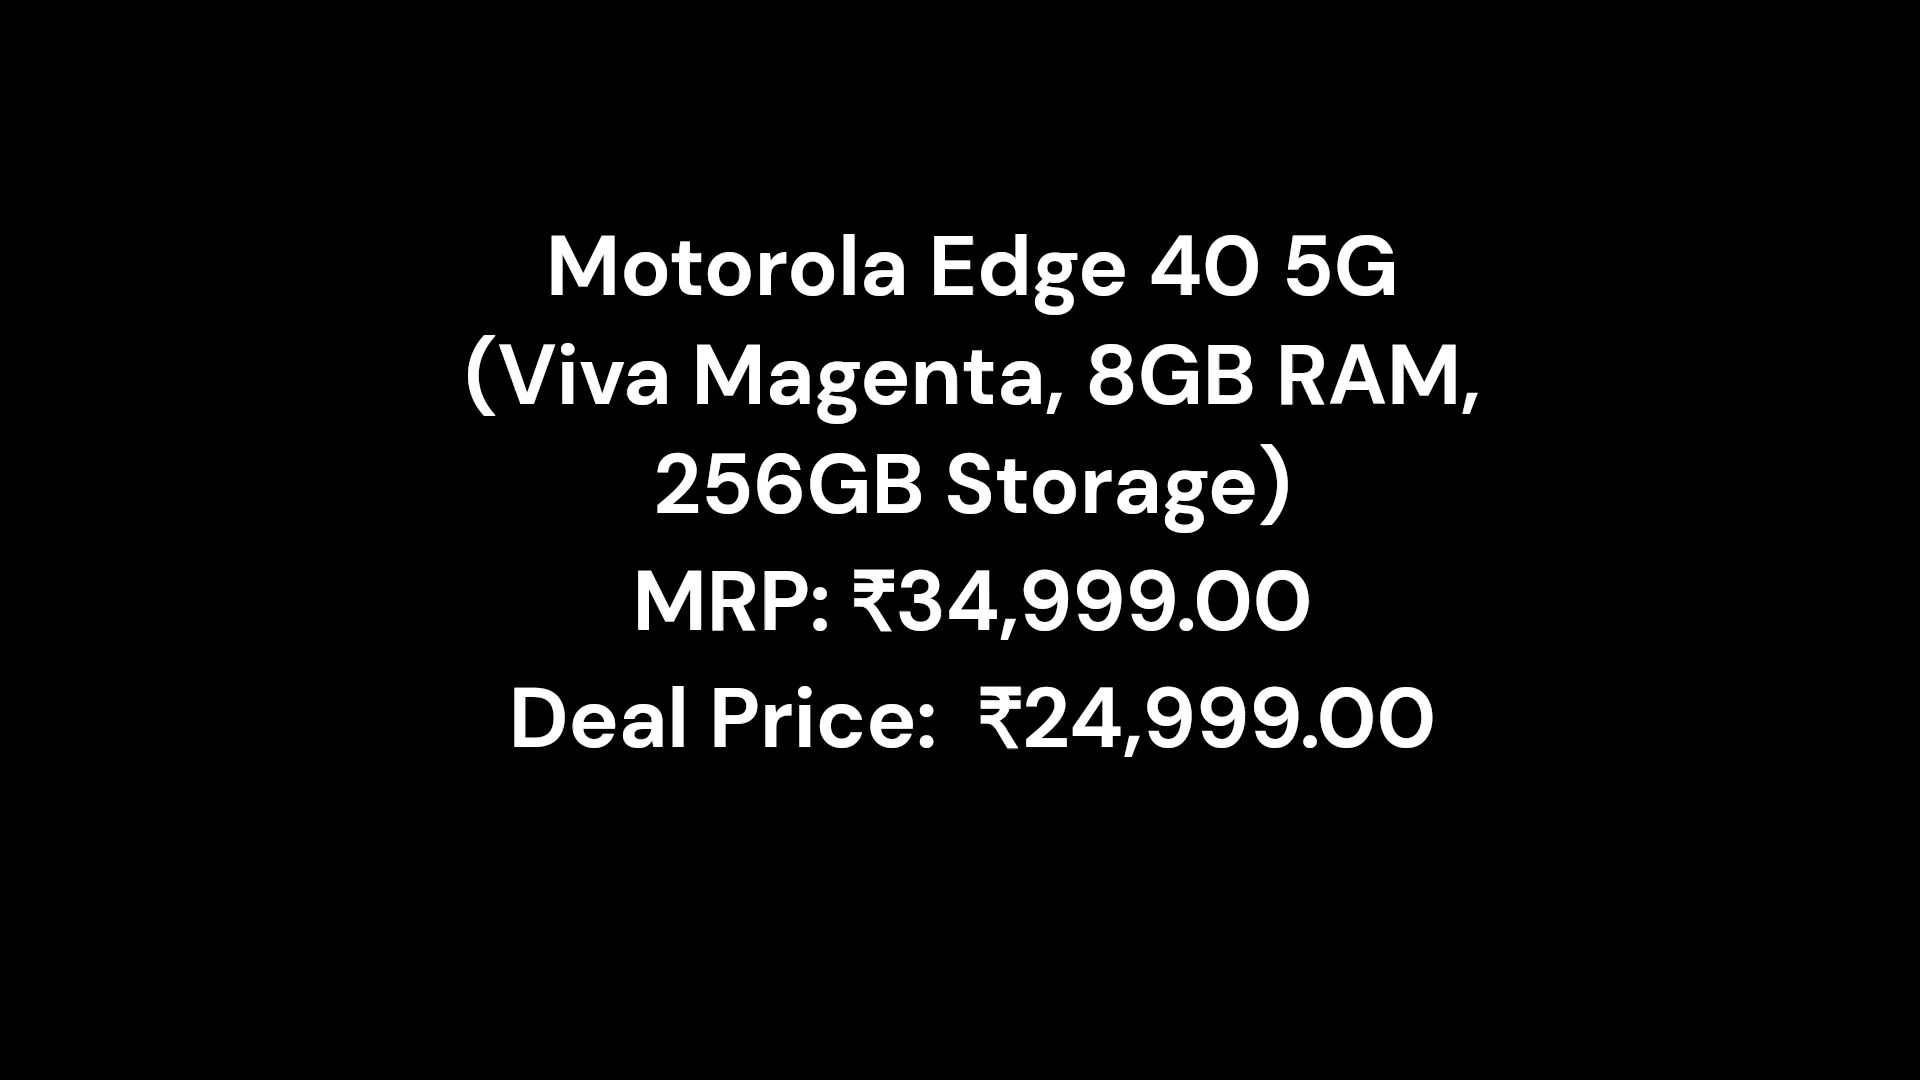 Motorola Edge 40 5G
(Viva Magenta, 8GB RAM,
256GB Storage)
MRP: ₹34,999.00
Deal Price:  ₹24,999.00